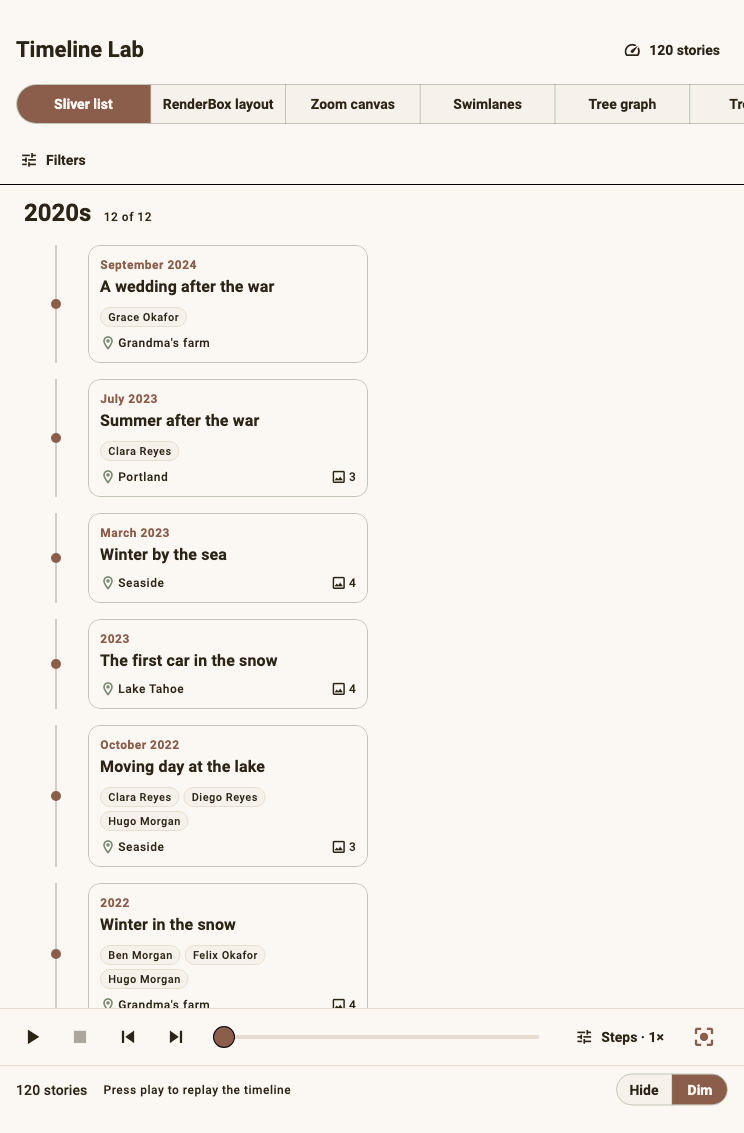 Timeline Lab
120 stories
Sliver list
RenderBox layout
Zoom canvas
Swimlanes
Tree graph
Filters
2020s 12 of 12
September 2024
A wedding after the war
Grace Okafor
Grandma's farm
July 2023
Summer after the war
Clara Reyes
Portland 3
March 2023
Winter by the sea
Seaside 4
2023
The first car in the snow
Lake Tahoe 4
October 2022
Moving day at the lake
Clara Reyes Diego Reyes
Hugo Morgan
Seaside 3
2022
Winter in the snow
Ben Morgan Felix Okafor
Hugo Morgan
Grandma's farm 4
Steps · 1×
120 stories Press play to replay the timeline
Hide Dim